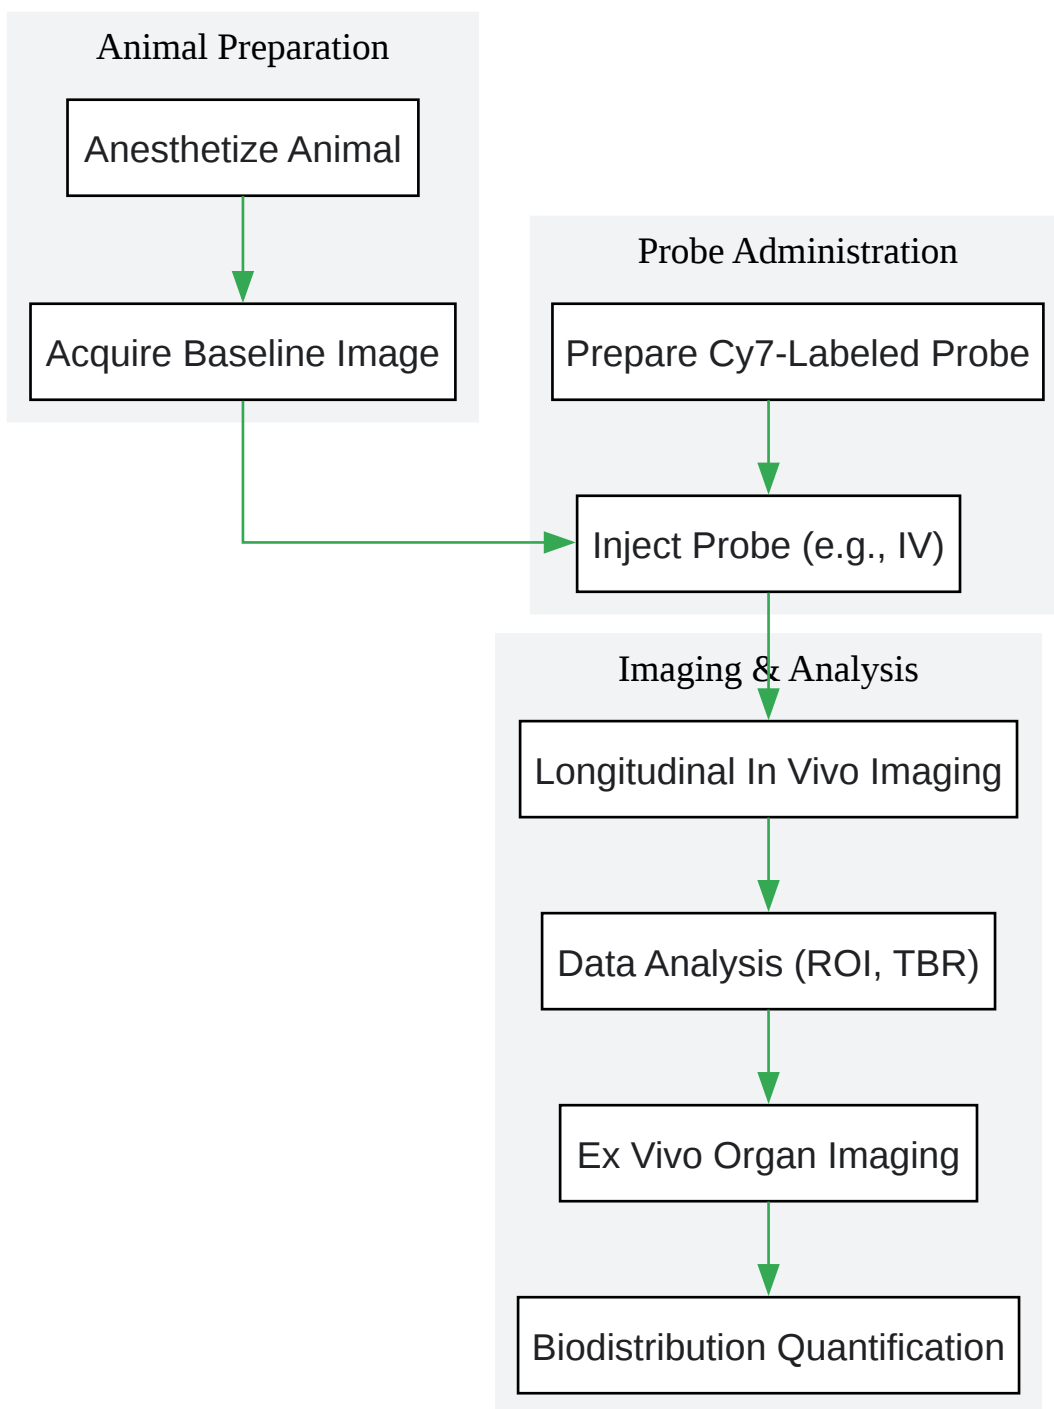 Animal Preparation
Anesthetize Animal
Acquire Baseline Image
Probe Administration
Prepare Cy7-Labeled Probe
Inject Probe (e.g., IV)
Imaging & Analysis
Longitudinal In Vivo Imaging
Data Analysis (ROI, TBR)
Ex Vivo Organ Imaging
Biodistribution Quantification